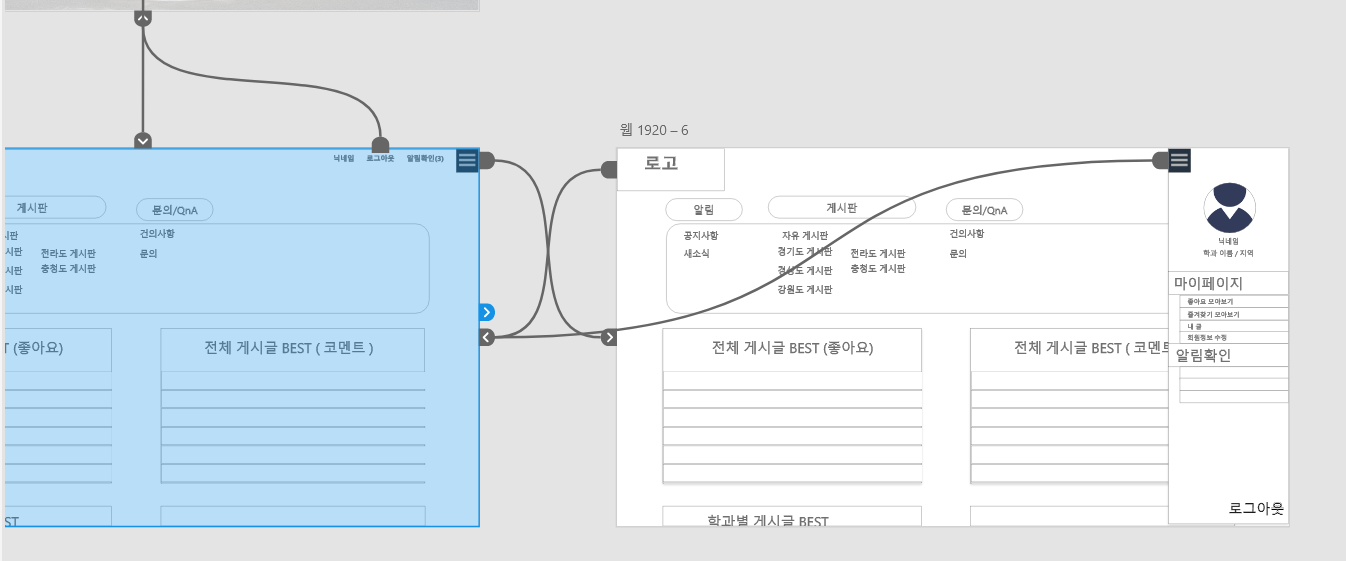 웹 1920 – 6
닉네임 로그아웃 알림확인(3)
게시판 문의/QnA
시판 건의사항
시판 전라도 게시판 문의
시판 충청도 게시판
시판
(좋아요) 전체 게시글 BEST ( 코멘트 )
ST
로고
알림 게시판 문의/QnA
공지사항 자유 게시판 건의사항
새소식 경기도 게시판 전라도 게시판 문의
경상도 게시판 충청도 게시판
강원도 게시판
전체 게시글 BEST (좋아요) 전체 게시글 BEST ( 코멘트
학과별 게시글 BEST
닉네임
학과 이름 / 지역
마이페이지
좋아요 모아보기
즐겨찾기 모아보기
내 글
회원정보 수정
알림확인
로그아웃